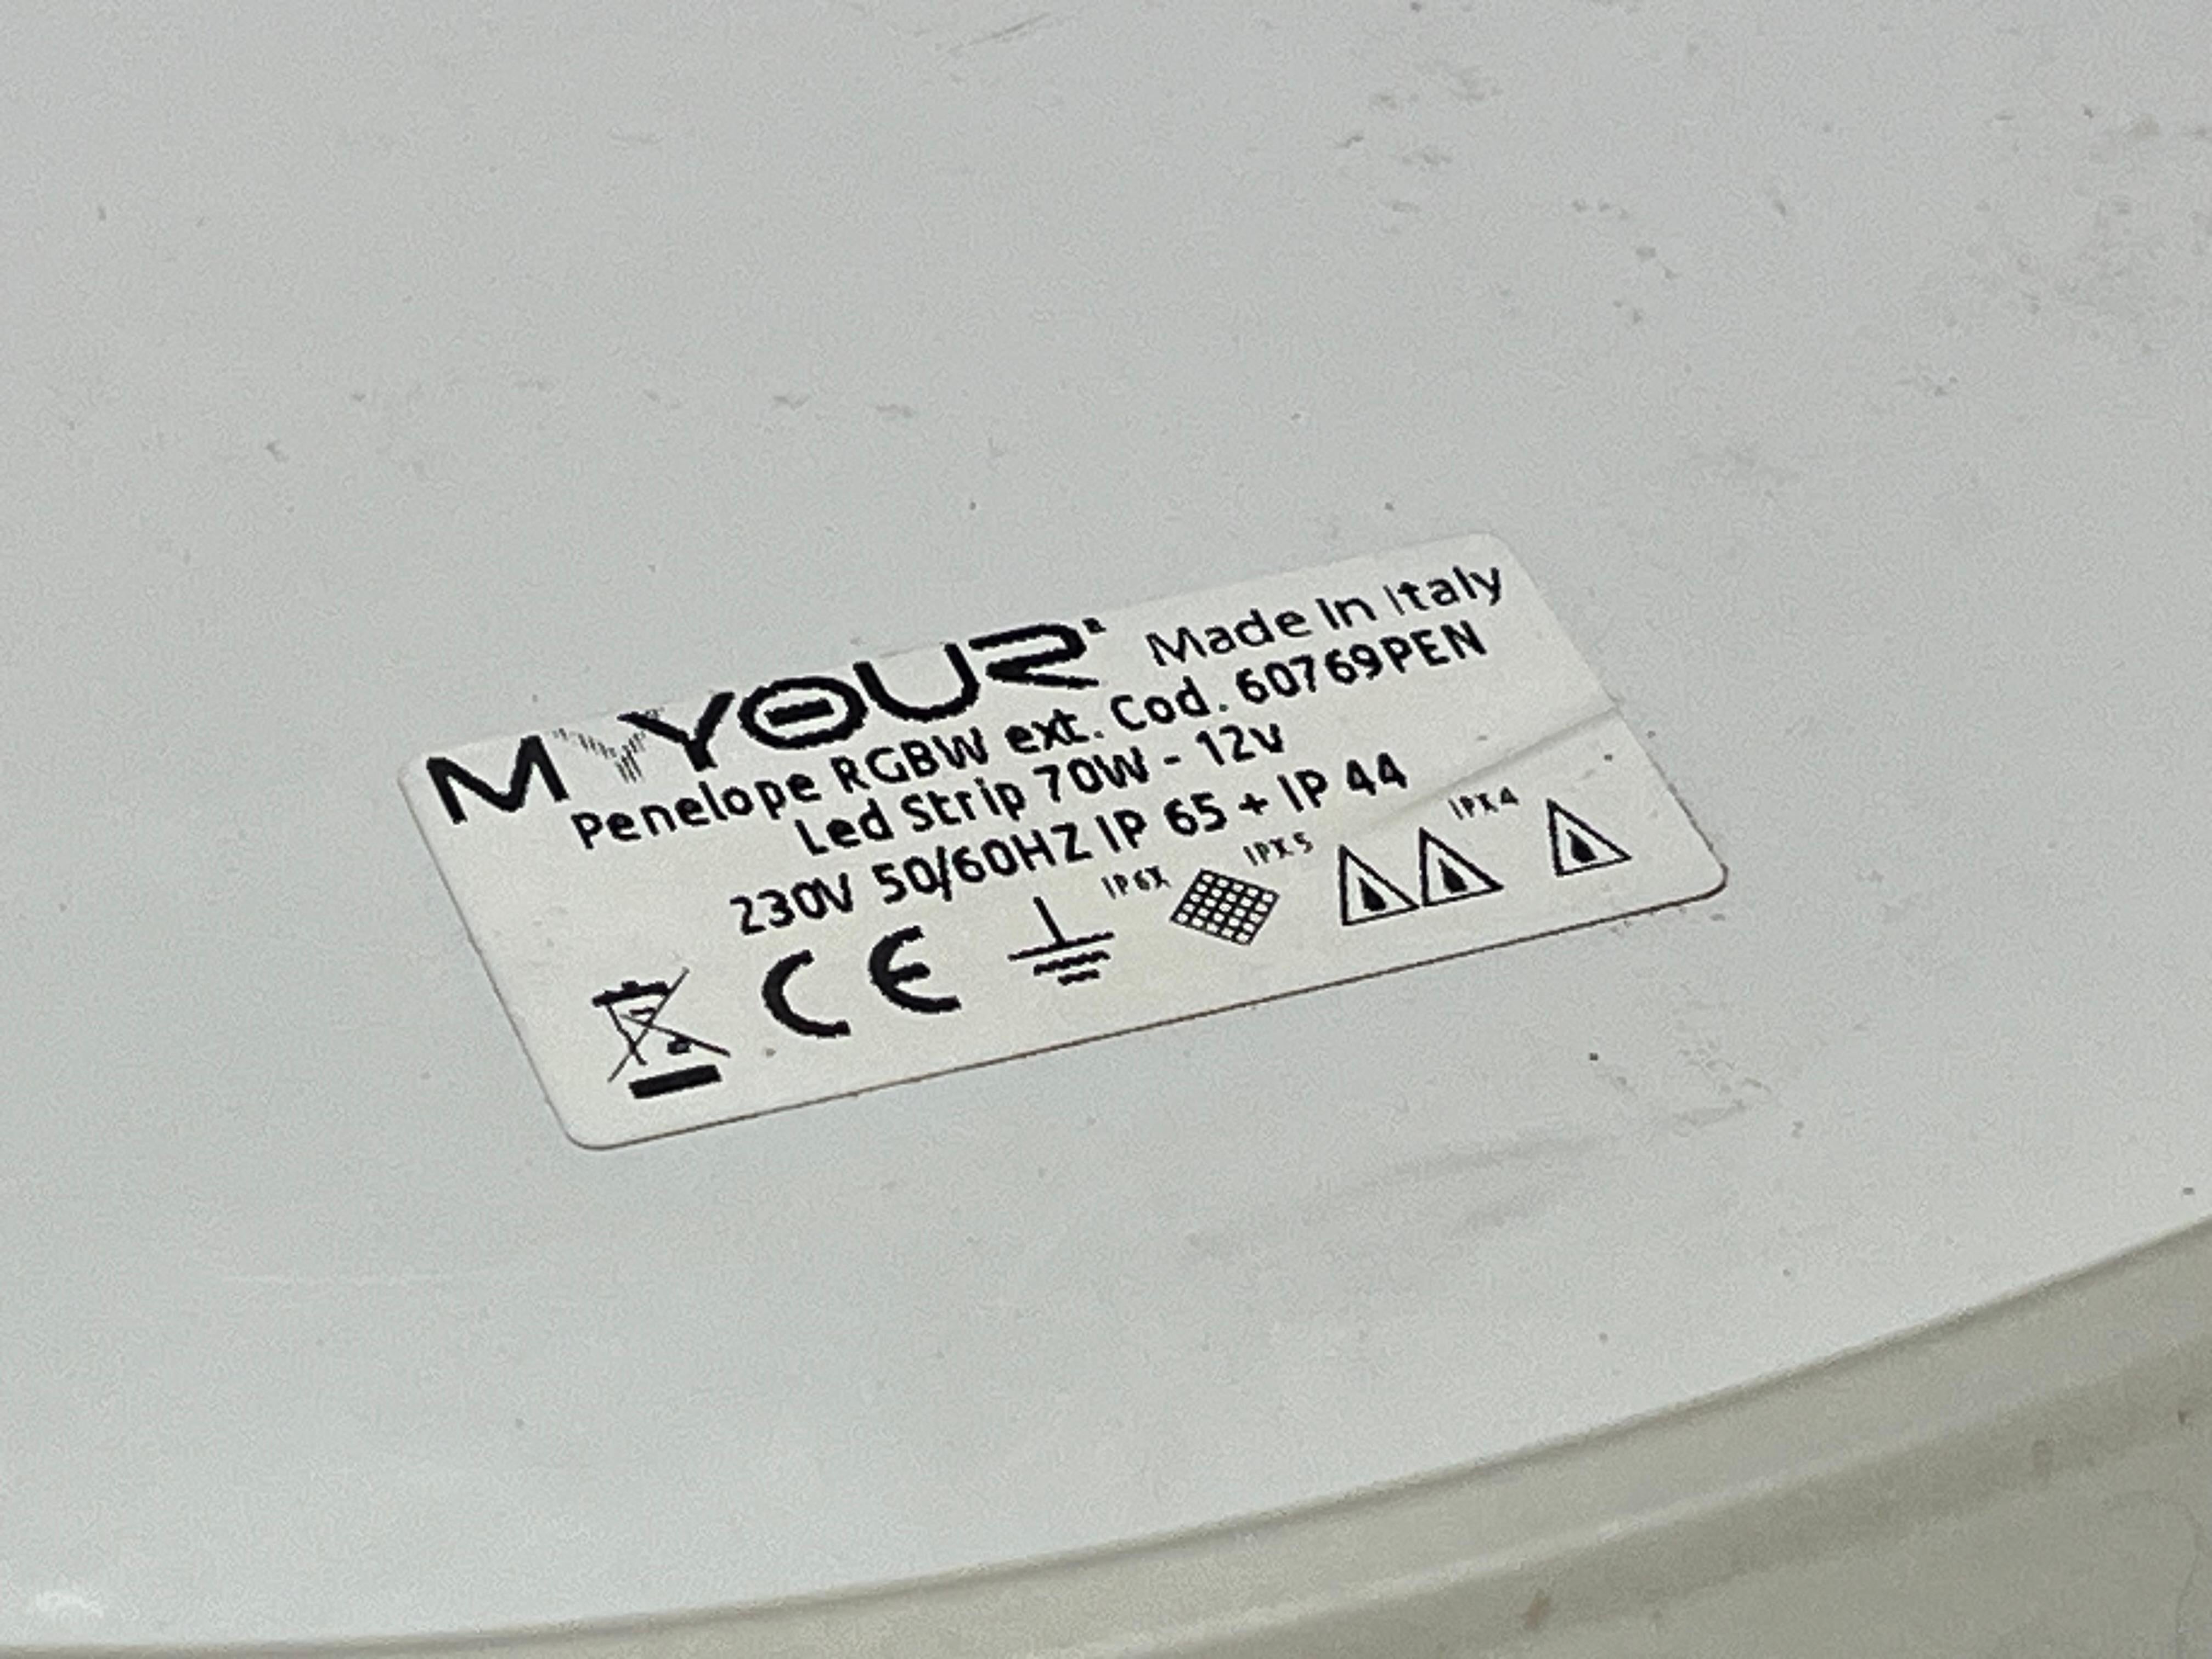 MYYOUR® Made In Italy
Penelope RGBW ext. Cod. 60769PEN
Led Strip 70W - 12v
230V 50/60HZ IP 65 + IP 44
IP6X IPX5 IPX4
CE